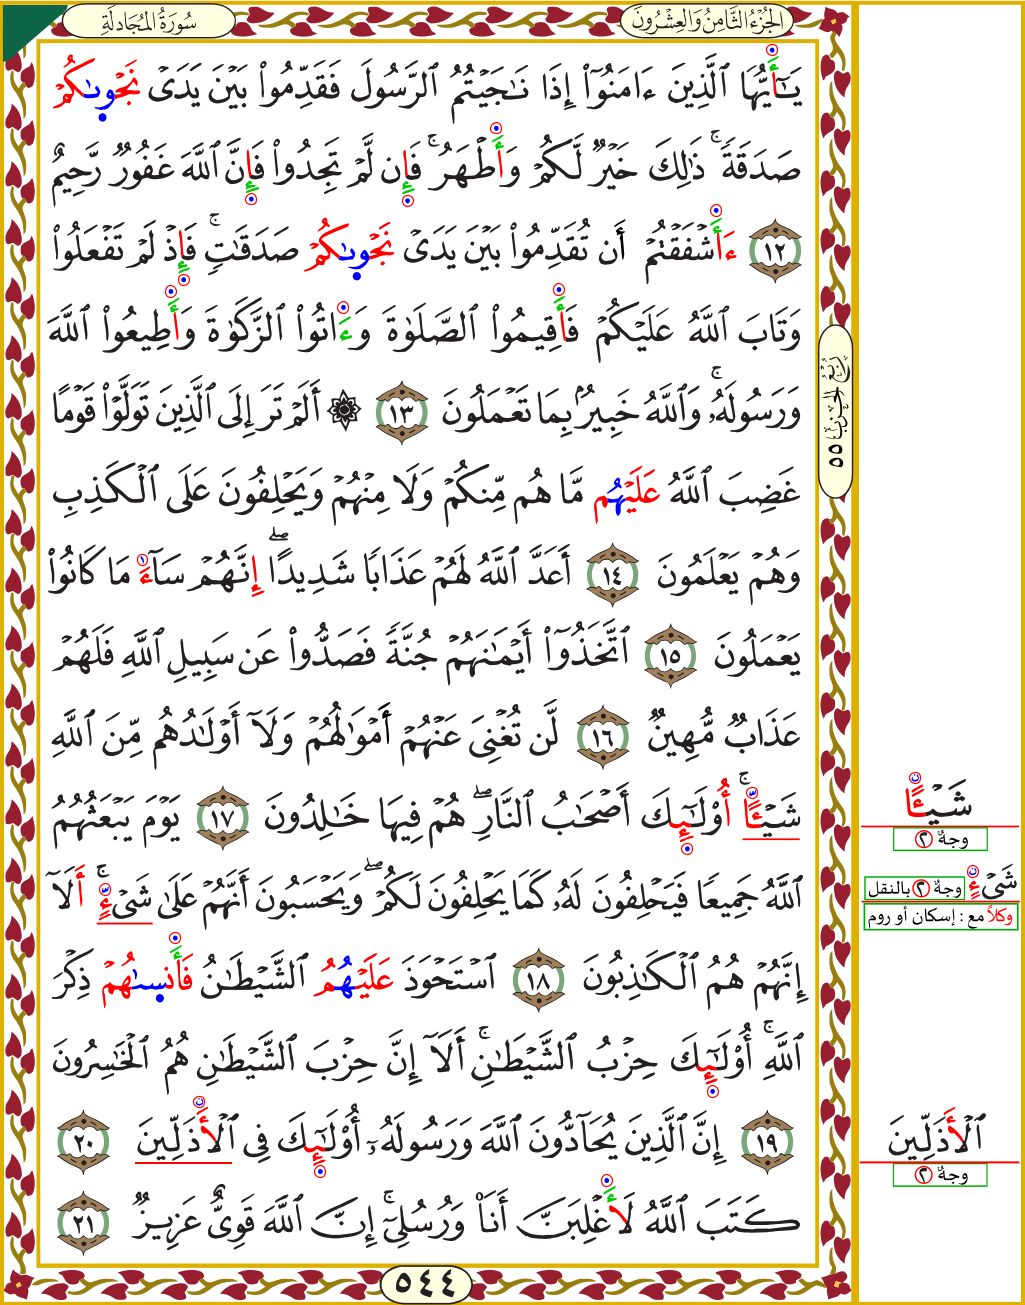 الجُزْءُ الثَّامِنُ وَالعِشْرُونَ
سُورَةُ المُجَادلَةِ
يَـٰٓأَيُّهَا ٱلَّذِينَ ءَامَنُوٓا۟ إِذَا نَـٰجَيْتُمُ ٱلرَّسُولَ فَقَدِّمُوا۟ بَيْنَ يَدَىْ نَجْوَىٰكُمْ
صَدَقَةً ۚ ذَٰلِكَ خَيْرٌ لَّكُمْ وَأَطْهَرُ ۚ فَإِن لَّمْ تَجِدُوا۟ فَإِنَّ ٱللَّهَ غَفُورٌ رَّحِيمٌ
١٢ ءَأَشْفَقْتُمْ أَن تُقَدِّمُوا۟ بَيْنَ يَدَىْ نَجْوَىٰكُمْ صَدَقَـٰتٍ ۚ فَإِذْ لَمْ تَفْعَلُوا۟
وَتَابَ ٱللَّهُ عَلَيْكُمْ فَأَقِيمُوا۟ ٱلصَّلَوٰةَ وَءَاتُوا۟ ٱلزَّكَوٰةَ وَأَطِيعُوا۟ ٱللَّهَ
وَرَسُولَهُۥ ۚ وَٱللَّهُ خَبِيرٌۢ بِمَا تَعْمَلُونَ ١٣ ۞ أَلَمْ تَرَ إِلَى ٱلَّذِينَ تَوَلَّوْا۟ قَوْمًا
غَضِبَ ٱللَّهُ عَلَيْهُم مَّا هُم مِّنكُمْ وَلَا مِنْهُمْ وَيَحْلِفُونَ عَلَى ٱلْكَذِبِ
وَهُمْ يَعْلَمُونَ ١٤ أَعَدَّ ٱللَّهُ لَهُمْ عَذَابًا شَدِيدًا ۖ إِنَّهُمْ سَآءَ مَا كَانُوا۟
يَعْمَلُونَ ١٥ ٱتَّخَذُوٓا۟ أَيْمَـٰنَهُمْ جُنَّةً فَصَدُّوا۟ عَن سَبِيلِ ٱللَّهِ فَلَهُمْ
عَذَابٌ مُّهِينٌ ١٦ لَّن تُغْنِىَ عَنْهُمْ أَمْوَٰلُهُمْ وَلَآ أَوْلَـٰدُهُم مِّنَ ٱللَّهِ
شَيْـًٔا ۚ أُو۟لَـٰٓئِكَ أَصْحَـٰبُ ٱلنَّارِ ۖ هُمْ فِيهَا خَـٰلِدُونَ ١٧ يَوْمَ يَبْعَثُهُمُ
ٱللَّهُ جَمِيعًا فَيَحْلِفُونَ لَهُۥ كَمَا يَحْلِفُونَ لَكُمْ ۖ وَيَحْسَبُونَ أَنَّهُمْ عَلَىٰ شَىْءٍ ۚ أَلَآ
إِنَّهُمْ هُمُ ٱلْكَـٰذِبُونَ ١٨ ٱسْتَحْوَذَ عَلَيْهُمُ ٱلشَّيْطَـٰنُ فَأَنسَىٰهُمْ ذِكْرَ
ٱللَّهِ ۚ أُو۟لَـٰٓئِكَ حِزْبُ ٱلشَّيْطَـٰنِ ۚ أَلَآ إِنَّ حِزْبَ ٱلشَّيْطَـٰنِ هُمُ ٱلْخَـٰسِرُونَ
١٩ إِنَّ ٱلَّذِينَ يُحَآدُّونَ ٱللَّهَ وَرَسُولَهُۥٓ أُو۟لَـٰٓئِكَ فِى ٱلْأَذَلِّينَ ٢٠
كَتَبَ ٱللَّهُ لَأَغْلِبَنَّ أَنَا۠ وَرُسُلِىٓ ۚ إِنَّ ٱللَّهَ قَوِىٌّ عَزِيزٌ ٢١
رُبْعُ الحِزْبِ ٥٥
شَيْـًٔا
وجهٌ ٢
شَىْءٍ وجهٌ ٢ بالنقل
وكلاً مع : إسكان أو روم
ٱلْأَذَلِّينَ
وجهٌ ٢
٥٤٤